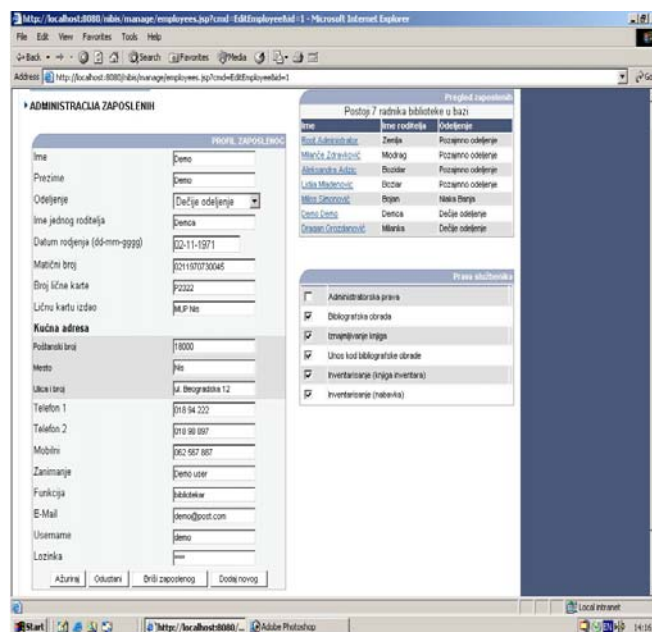 http://localhost:8080/nibis/manage/employees.jsp?cmd=EditEmployee&id=1 - Microsoft Internet Explorer
File Edit View Favorites Tools Help
Back Search Favorites Media
Address http://localhost:8080/nibis/manage/employees.jsp?cmd=EditEmployee&id=1 Go
ADMINISTRACIJA ZAPOSLENIH
PROFIL ZAPOSLENOG
Ime Demo
Prezime Demo
Odeljenje Dečije odeljenje
Ime jednog roditelja Demca
Datum rodjenja (dd-mm-gggg) 02-11-1971
Matični broj 0211970730045
Broj lične karte P2322
Ličnu kartu izdao MUP Nis
Kućna adresa
Poštanski broj 18000
Mesto Nis
Ulica i broj ul. Beogradska 12
Telefon 1 018 94 222
Telefon 2 018 98 897
Mobilni 062 567 887
Zanimanje Demo user
Funkcija bibliotekar
E-Mail demo@post.com
Username demo
Lozinka
Ažuriraj Odustani Briši zaposlenog Dodaj novog
Pregled zaposlenih
Postoji 7 radnika biblioteke u bazi
Ime Ime roditelja Odeljenje
Root Administrator Zemlja Pozajmno odeljenje
Milanče Zdravković Miodrag Pozajmno odeljenje
Aleksandra Adzic Bozidar Pozajmno odeljenje
Lidia Mladenovic Boziar Pozajmno odeljenje
Milos Simonović Bojan Niska Banja
Demo Demo Demca Dečije odeljenje
Dragan Grozdanović Milanka Dečije odeljenje
Prava službenika
Administratorska prava
Bibliografska obrada
Iznajmljivanje knjiga
Unos kod bibliografske obrade
Inventarisanje (knjiga inventara)
Inventarisanje (nabavka)
Local intranet
Start http://localhost:8080/... Adobe Photoshop EN 14:16